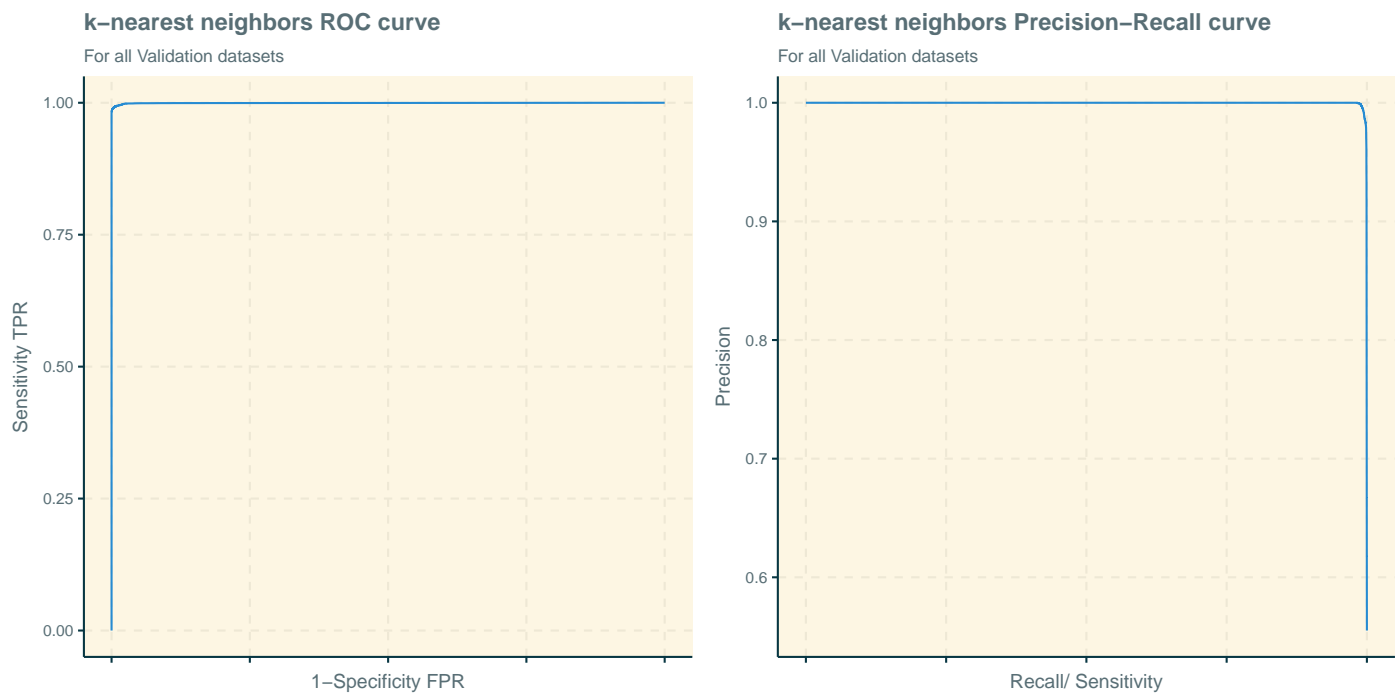 k−nearest neighbors ROC curve
For all Validation datasets
1.00
0.75
0.50
0.25
0.00
Sensitivity TPR
1−Specificity FPR
k−nearest neighbors Precision−Recall curve
For all Validation datasets
1.0
0.9
0.8
0.7
0.6
Precision
Recall/ Sensitivity